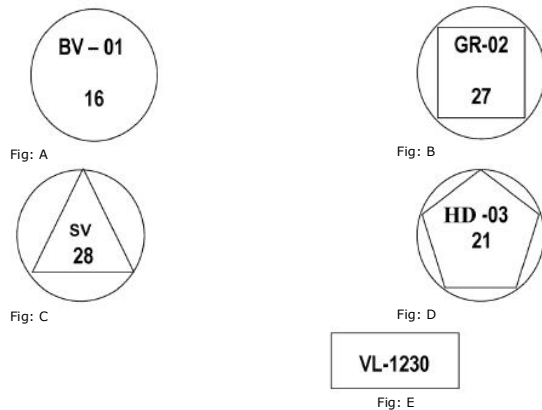 BV – 01
16
Fig: A
GR-02
27
Fig: B
SV
28
Fig: C
HD -03
21
Fig: D
VL-1230
Fig: E